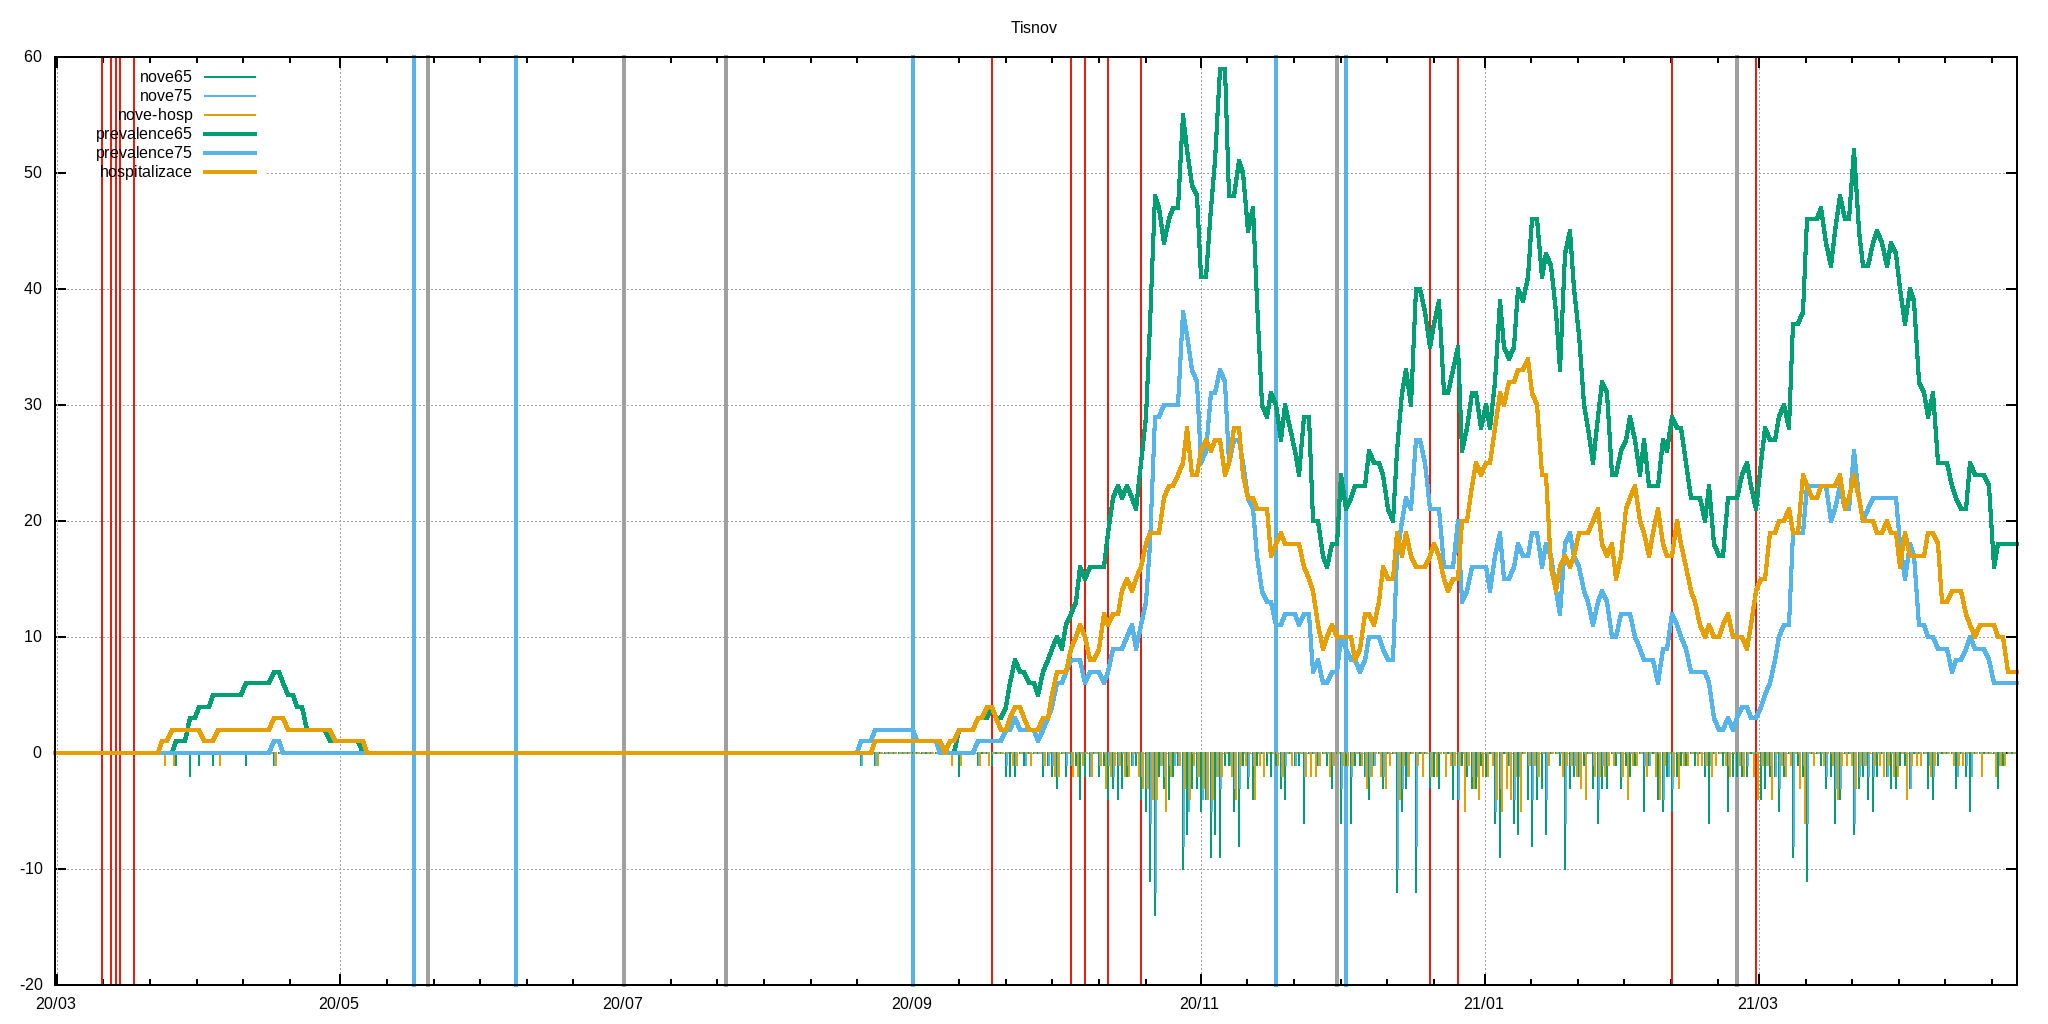 Tisnov
60
50
40
30
20
10
0
-10
-20
nove65
nove75
nove-hosp
prevalence65
prevalence75
hospitalizace
20/03 20/05 20/07 20/09 20/11 21/01 21/03